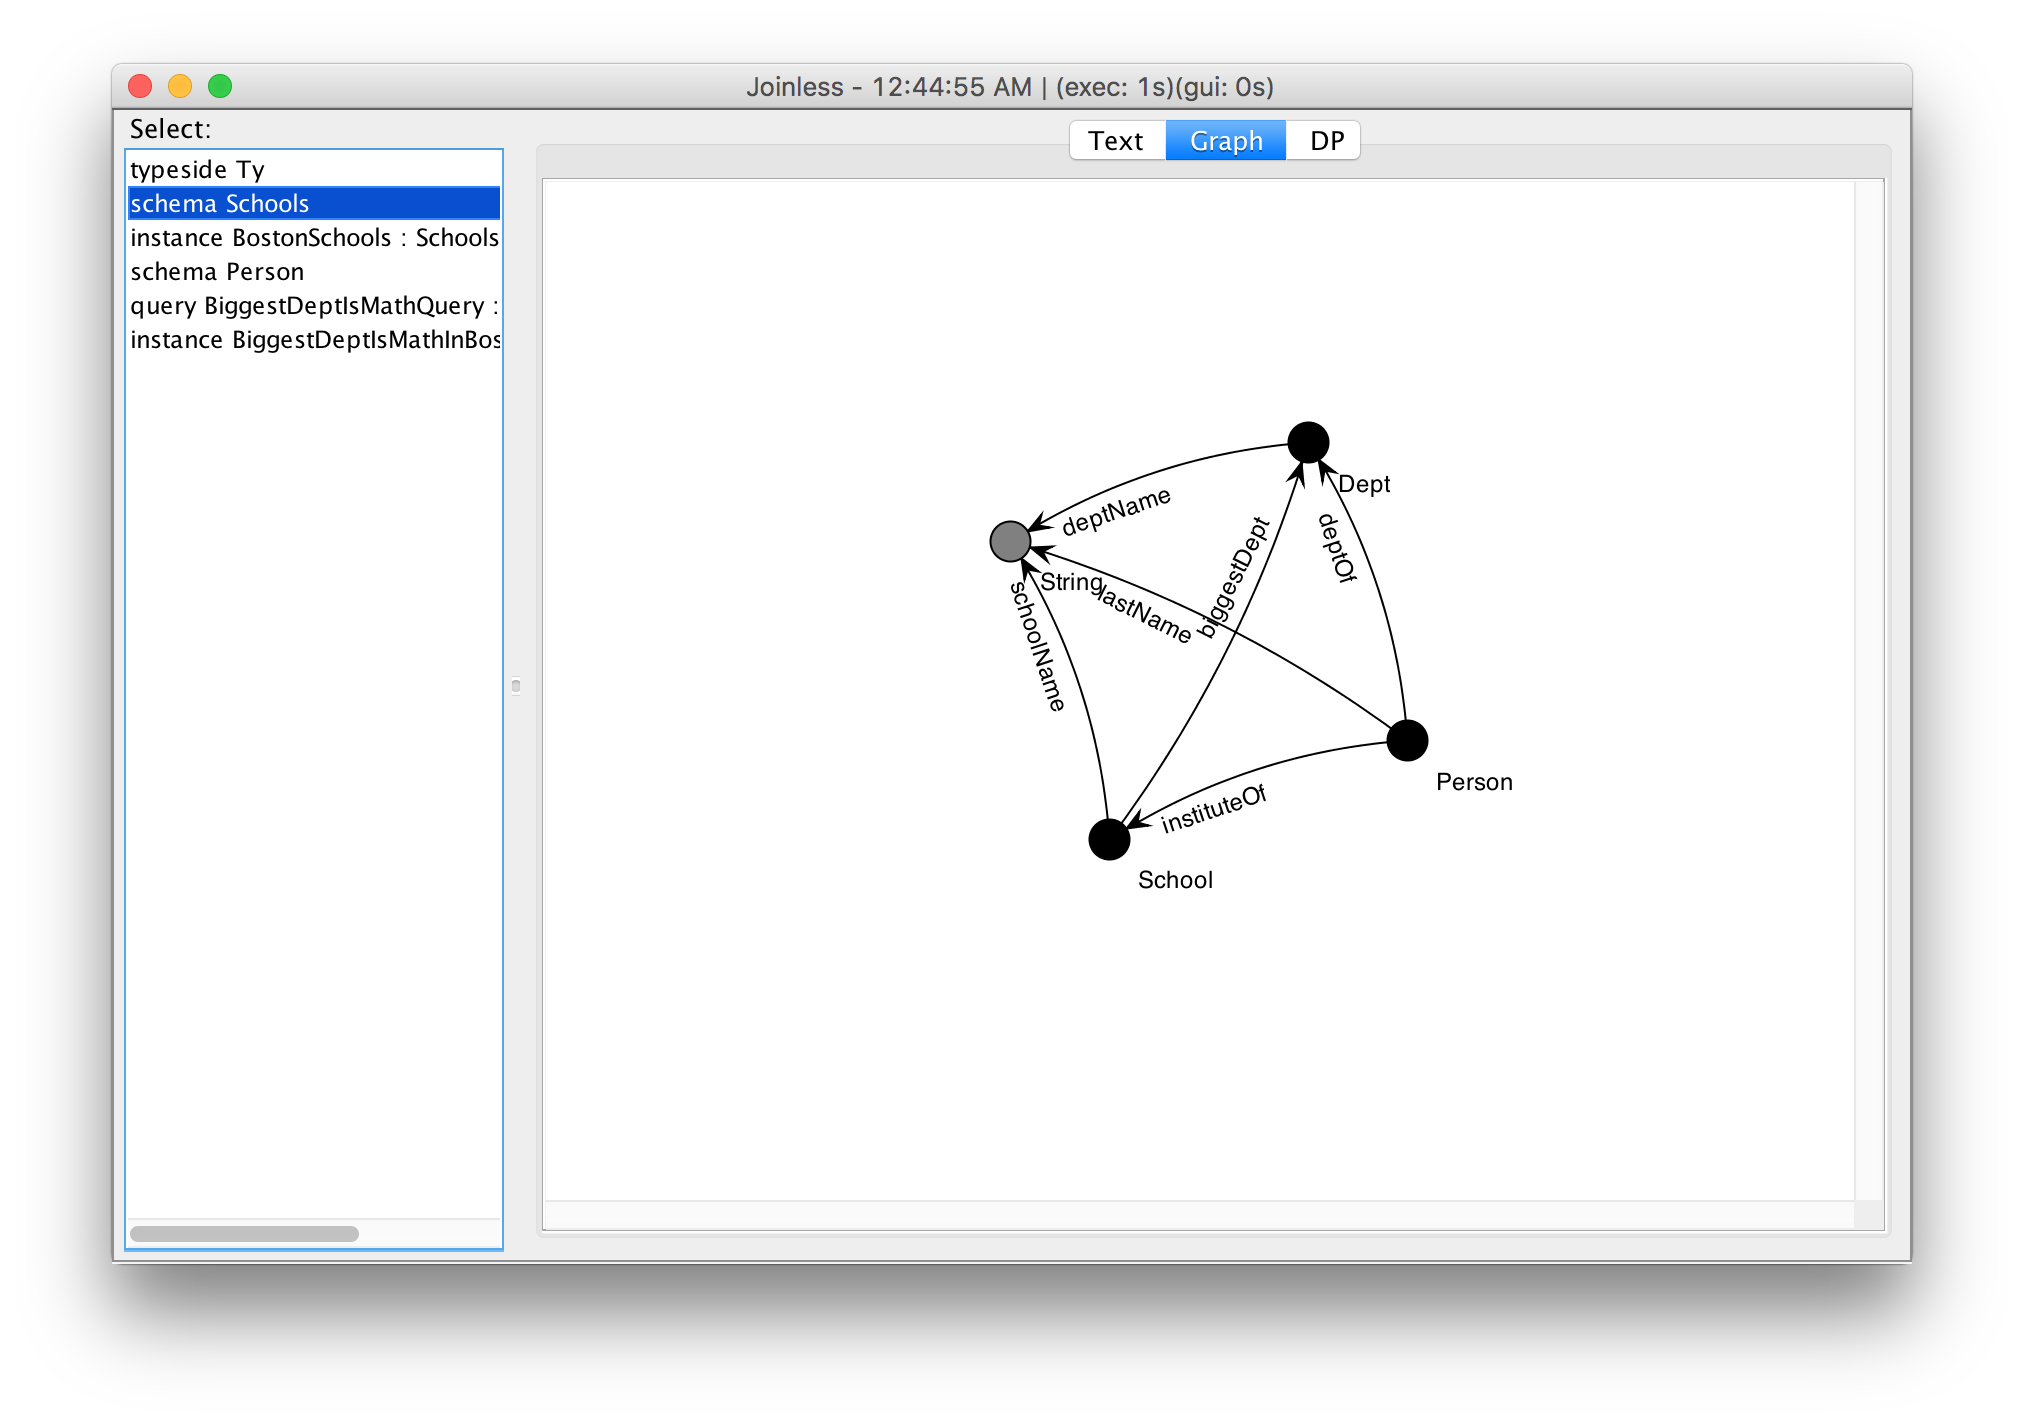 Joinless - 12:44:55 AM | (exec: 1s)(gui: 0s)
Select:
Text Graph DP
typeside Ty
schema Schools
instance BostonSchools : Schools
schema Person
query BiggestDeptIsMathQuery :
instance BiggestDeptIsMathInBos
Dept
deptName
deptOf
biggestDept
String
lastName
schoolName
Person
instituteOf
School